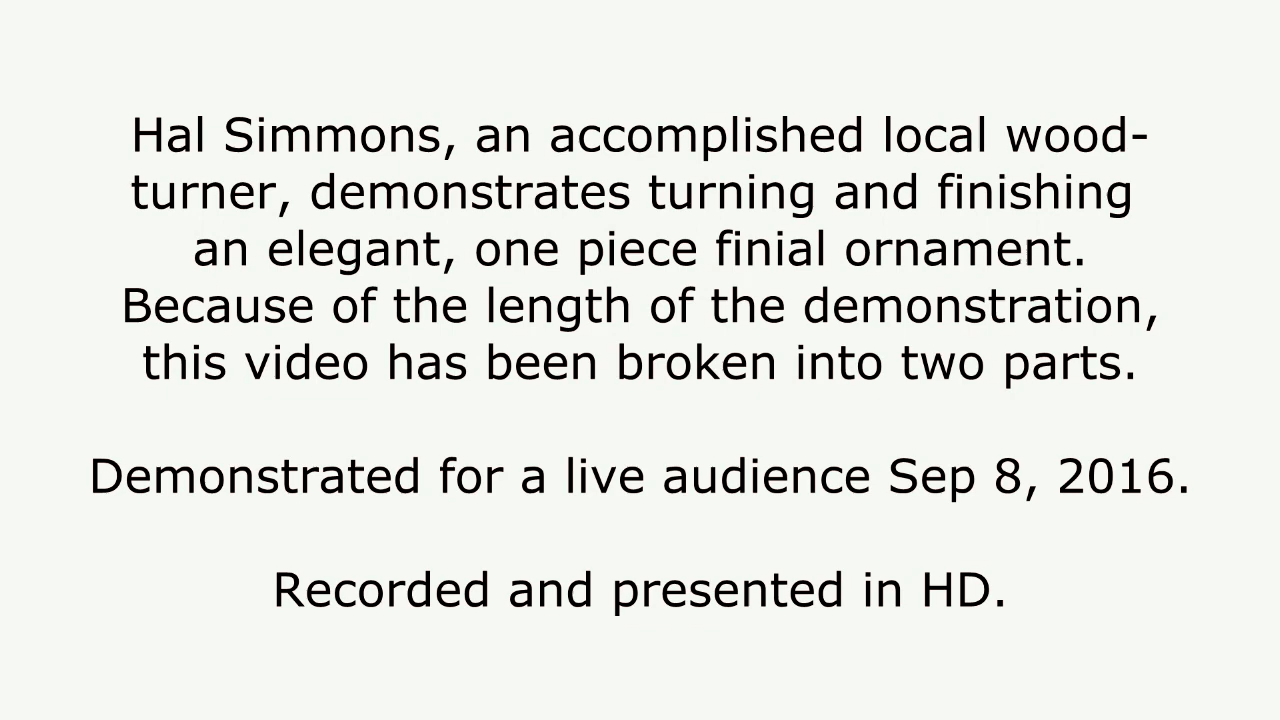 Hal Simmons, an accomplished local wood-
turner, demonstrates turning and finishing
an elegant, one piece finial ornament.
Because of the length of the demonstration,
this video has been broken into two parts.
Demonstrated for a live audience Sep 8, 2016.
Recorded and presented in HD.